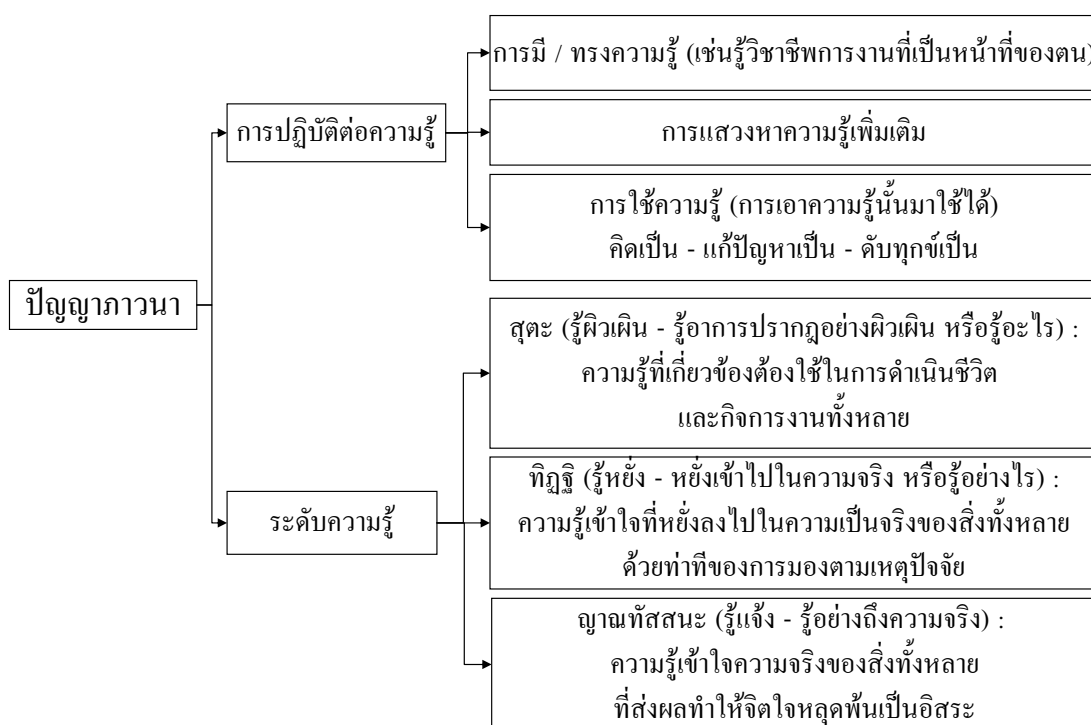 การมี / ทรงความรู้ (เช่นรู้วิชาชีพการงานที่เป็นหน้าที่ของตน)
การปฏิบัติต่อความรู้
การแสวงหาความรู้เพิ่มเติม
การใช้ความรู้ (การเอาความรู้นั้นมาใช้ได้)
คิดเป็น - แก้ปัญหาเป็น - ดับทุกข์เป็น
ปัญญาภาวนา
สุตะ (รู้ผิวเผิน - รู้อาการปรากฎอย่างผิวเผิน หรือรู้อะไร) :
ความรู้ที่เกี่ยวข้องต้องใช้ในการดำเนินชีวิต
และกิจการงานทั้งหลาย
ระดับความรู้
ทิฏฐิ (รู้หยั่ง - หยั่งเข้าไปในความจริง หรือรู้อย่างไร) :
ความรู้เข้าใจที่หยั่งลงไปในความเป็นจริงของสิ่งทั้งหลาย
ด้วยท่าทีของการมองตามเหตุปัจจัย
ญาณทัสสนะ (รู้แจ้ง - รู้อย่างถึงความจริง) :
ความรู้เข้าใจความจริงของสิ่งทั้งหลาย
ที่ส่งผลทำให้จิตใจหลุดพ้นเป็นอิสระ